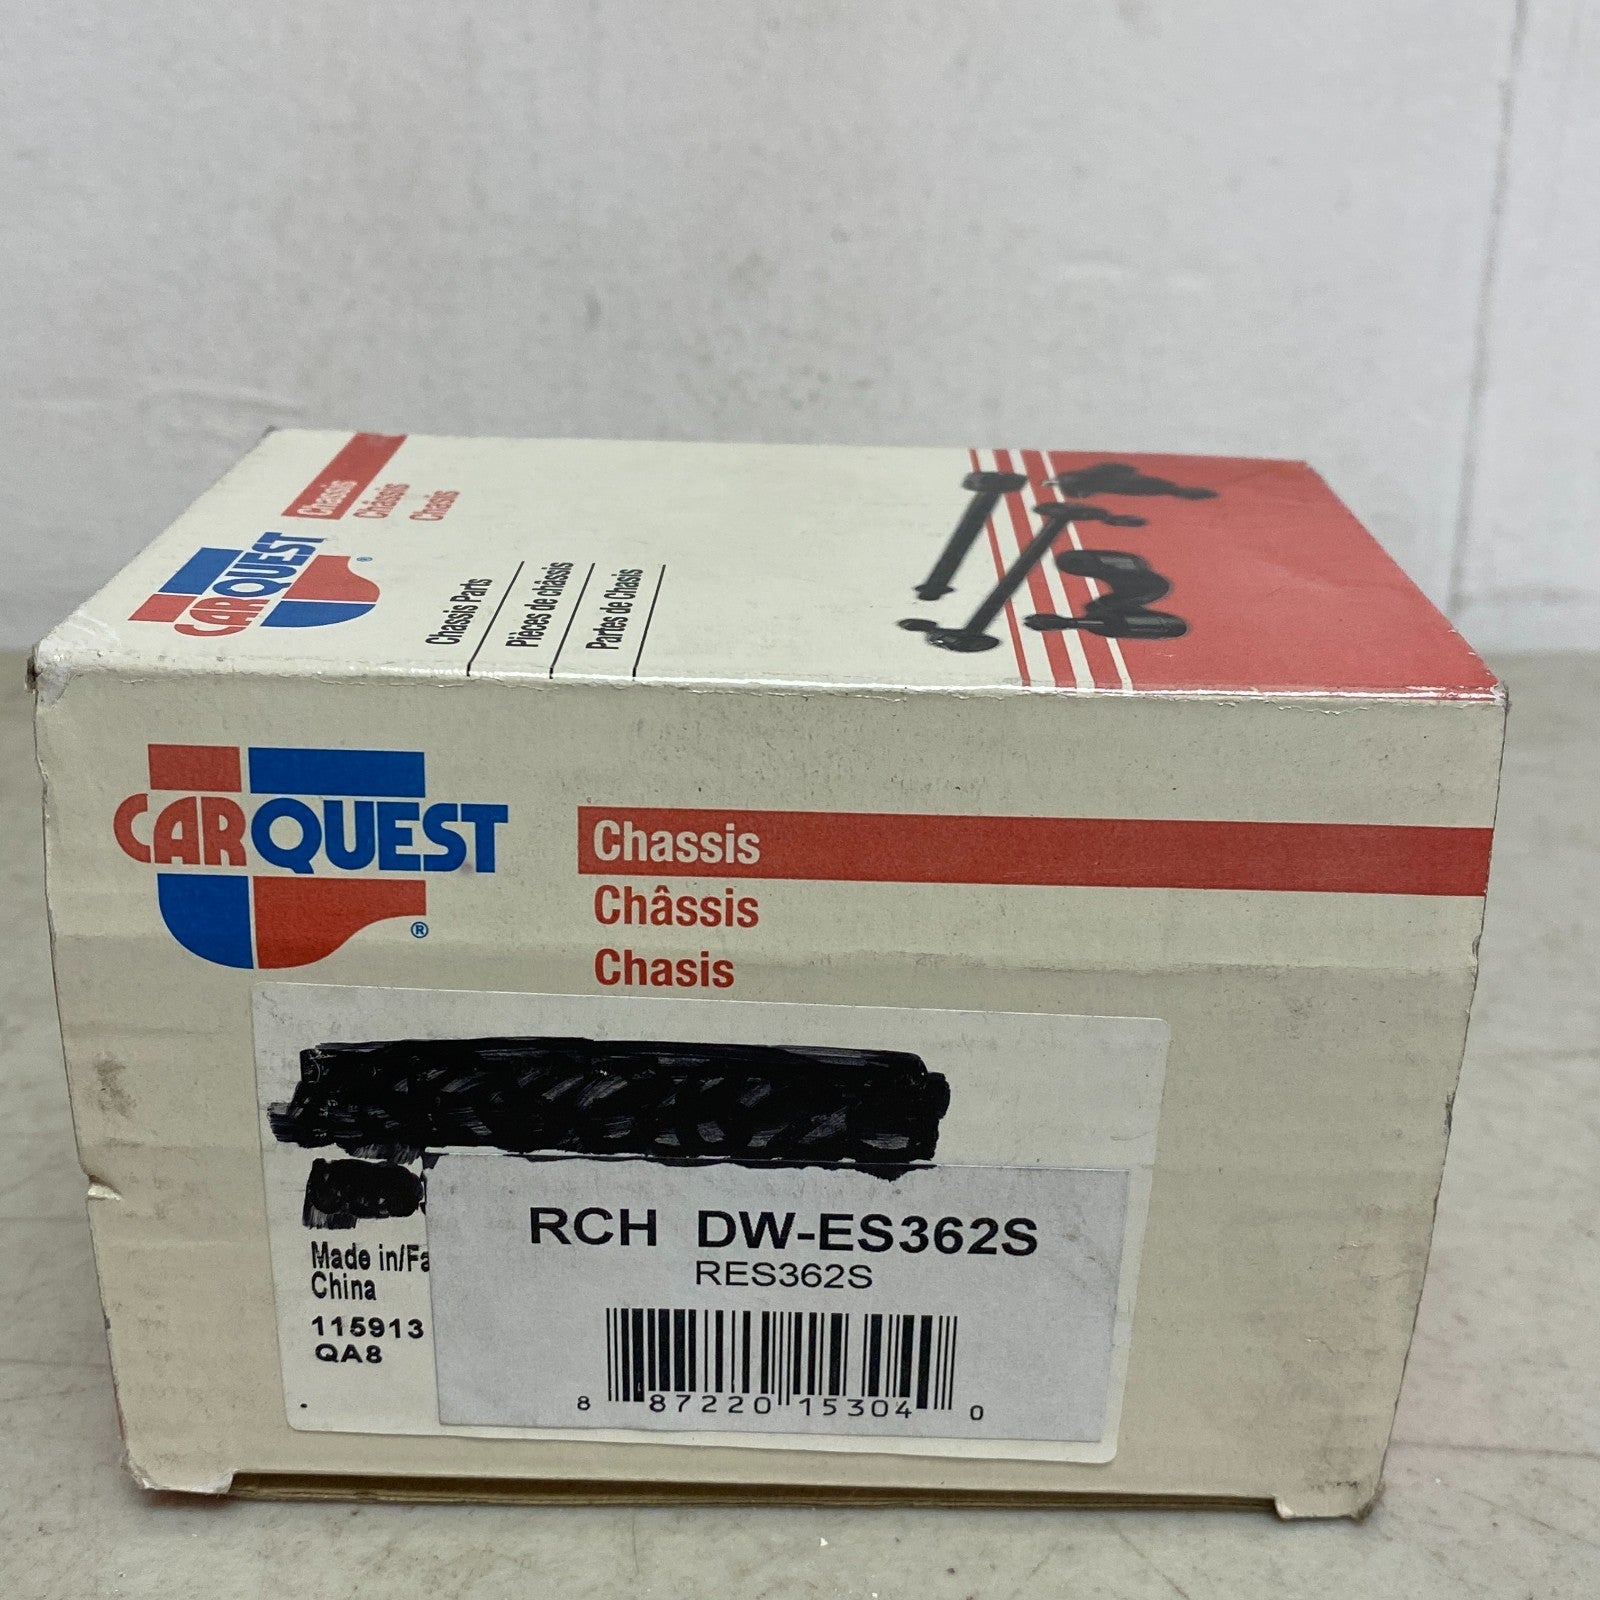 Chassis
Châssis
Chasis
CARQUEST
®
Chassis Parts
Pièces de châssis
Partes de Chasis
CARQUEST
®
Chassis
Châssis
Chasis
RCH DW-ES362S
RES362S
Made in/Fa
China
115913
QA8
8 87220 15304 0